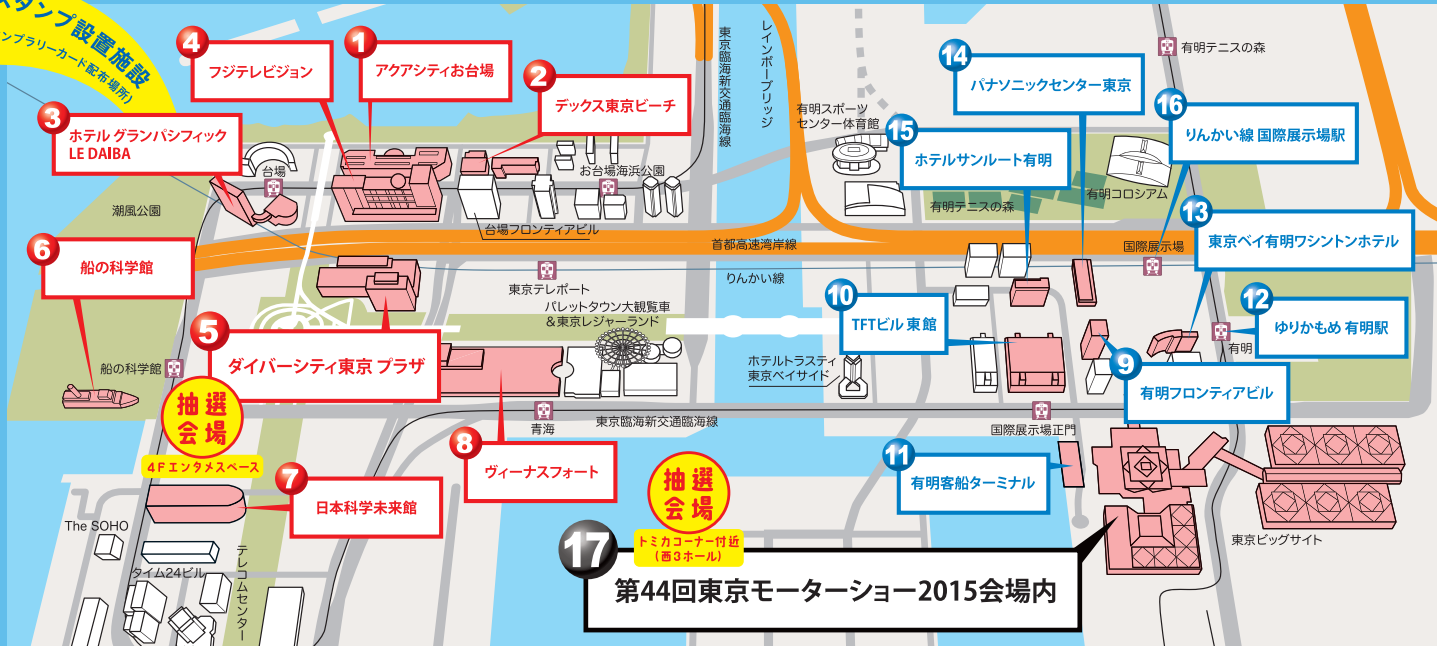 スタンプ設置施設
ンプラリーカード配布場所)
4
フジテレビジョン
1
アクアシティお台場
2
デックス東京ビーチ
3
ホテル グランパシフィック
LE DAIBA
台場
潮風公園
お台場海浜公園
台場フロンティアビル
東京臨海新交通臨海線
レインボーブリッジ
有明スポーツ
センター体育館
14
パナソニックセンター東京
有明テニスの森
16
りんかい線 国際展示場駅
15
ホテルサンルート有明
有明テニスの森
有明コロシアム
13
東京ベイ有明ワシントンホテル
首都高速湾岸線
国際展示場
りんかい線
6
船の科学館
東京テレポート
パレットタウン大観覧車
&東京レジャーランド
10
TFTビル 東館
12
ゆりかもめ 有明駅
有明
5
ダイバーシティ東京 プラザ
船の科学館
ホテルトラスティ
東京ベイサイド
9
有明フロンティアビル
抽選
会場
4Fエンタメスペース
青海
東京臨海新交通臨海線
国際展示場正門
8
ヴィーナスフォート
11
有明客船ターミナル
7
日本科学未来館
抽選
会場
トミカコーナー付近
(西3ホール)
The SOHO
タイム24ビル
テレコムセンター
東京ビッグサイト
17
第44回東京モーターショー2015会場内